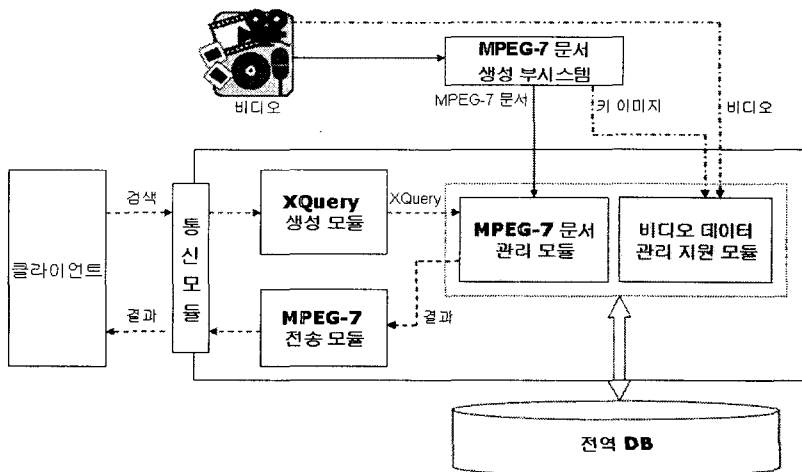 MPEG-7 문서
생성 부시스템
비디오
MPEG-7 문서
키 이미지
비디오
클라이언트
검색
결과
통신모듈
XQuery
생성 모듈
XQuery
MPEG-7 문서
관리 모듈
비디오 데이터
관리 지원 모듈
MPEG-7
전송 모듈
결과
전역 DB